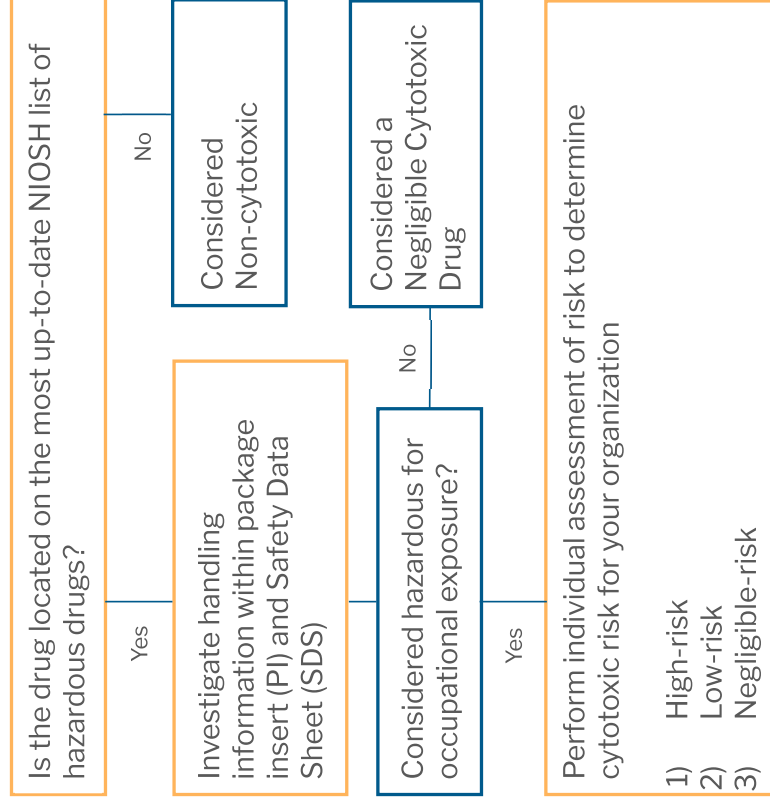 Is the drug located on the most up-to-date NIOSH list of
hazardous drugs?
Yes
No
Investigate handling
information within package
insert (PI) and Safety Data
Sheet (SDS)
Considered
Non-cytotoxic
Considered hazardous for
occupational exposure?
No
Considered a
Negligible Cytotoxic
Drug
Yes
Perform individual assessment of risk to determine
cytotoxic risk for your organization
1) High-risk
2) Low-risk
3) Negligible-risk